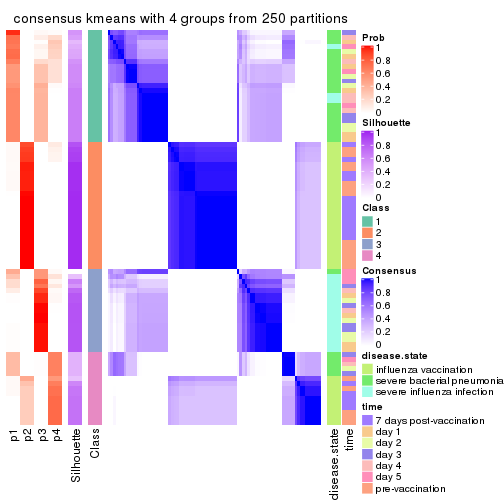 consensus kmeans with 4 groups from 250 partitions
Prob
1
0.8
0.6
0.4
0.2
0
Silhouette
1
0.8
0.6
0.4
0.2
0
Class
1
2
3
4
Consensus
1
0.8
0.6
0.4
0.2
0
disease.state
influenza vaccination
severe bacterial pneumonia
severe influenza infection
time
7 days post-vaccination
day 1
day 2
day 3
day 4
day 5
pre-vaccination
p1
p2
p3
p4
Silhouette
Class
disease.state
time